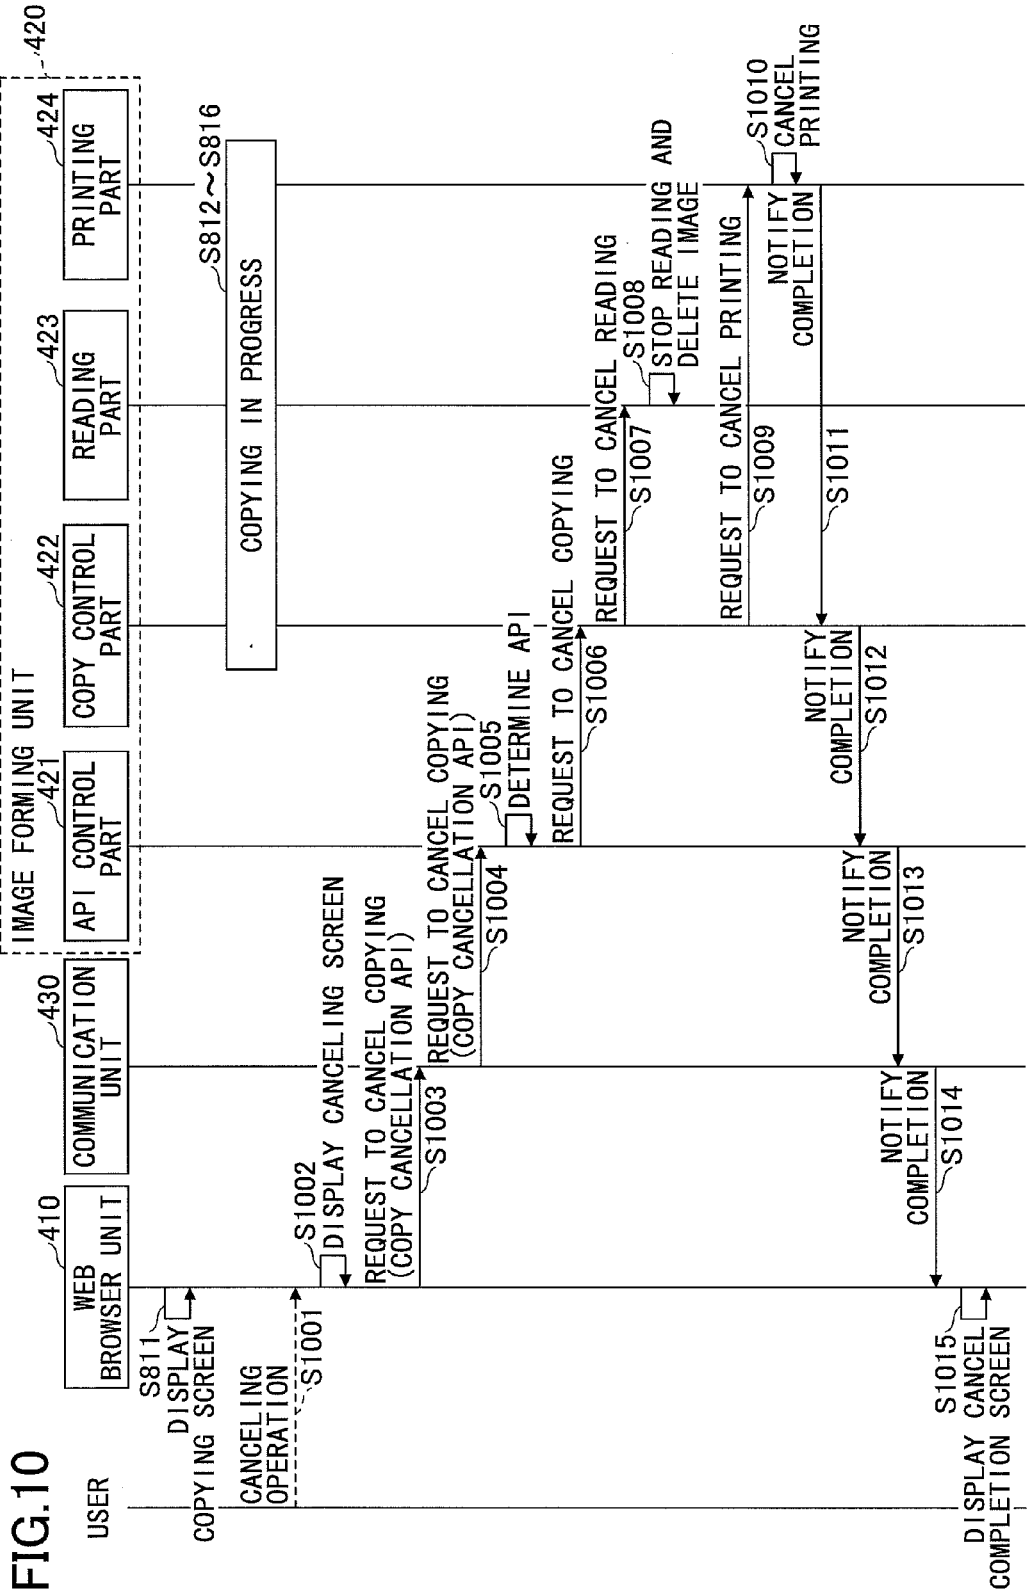 FIG.10
IMAGE FORMING UNIT
420
USER
410
WEB
BROWSER UNIT
430
COMMUNICATION
UNIT
421
API CONTROL
PART
422
COPY CONTROL
PART
423
READING
PART
424
PRINTING
PART
S811
DISPLAY
COPYING SCREEN
S812~S816
COPYING IN PROGRESS
CANCELING
OPERATION
S1001
S1002
DISPLAY CANCELING SCREEN
REQUEST TO CANCEL COPYING
(COPY CANCELLATION API)
S1003
REQUEST TO CANCEL COPYING
(COPY CANCELLATION API)
S1004
S1005
DETERMINE API
REQUEST TO CANCEL COPYING
S1006
REQUEST TO CANCEL READING
S1007
S1008
STOP READING AND
DELETE IMAGE
REQUEST TO CANCEL PRINTING
S1009
S1010
CANCEL
PRINTING
NOTIFY
COMPLETION
S1011
NOTIFY
COMPLETION
S1012
NOTIFY
COMPLETION
S1013
NOTIFY
COMPLETION
S1014
S1015
DISPLAY CANCEL
COMPLETION SCREEN